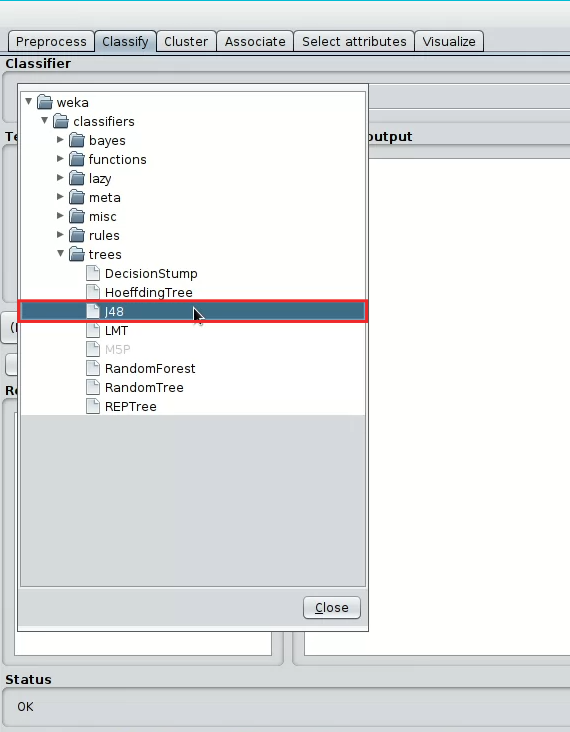 Preprocess Classify Cluster Associate Select attributes Visualize
Classifier
weka
classifiers
bayes
functions
lazy
meta
misc
rules
trees
DecisionStump
HoeffdingTree
J48
LMT
MSP
RandomForest
RandomTree
REPTree
Close
Te
output
(I
Re
Status
OK